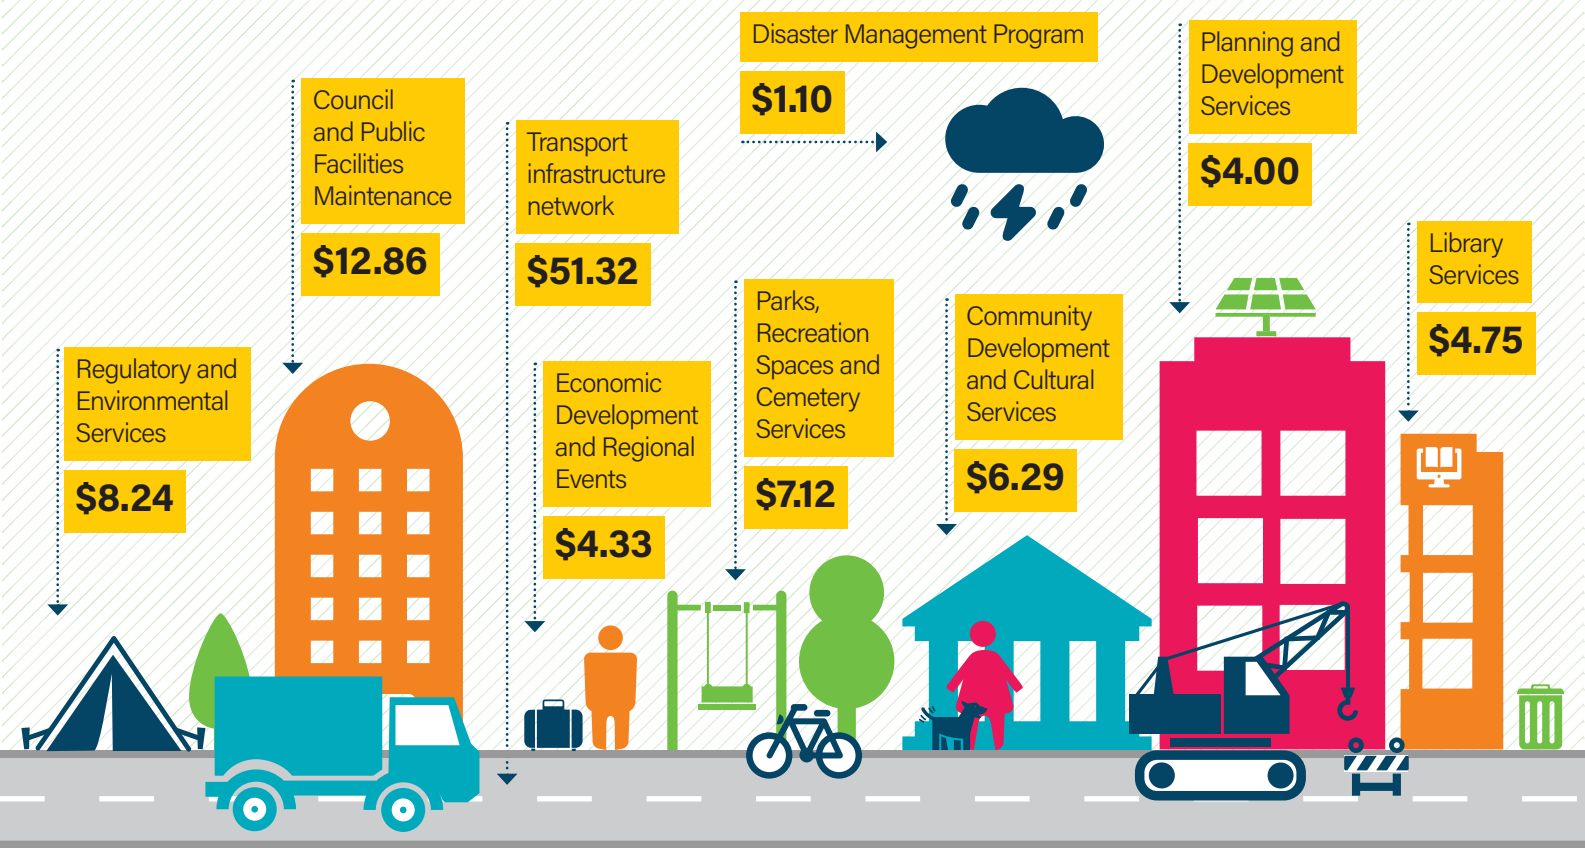 Disaster Management Program
$1.10
Planning and
Development
Services
$4.00
Council
and Public
Facilities
Maintenance
$12.86
Transport
infrastructure
network
$51.32
Library
Services
$4.75
Parks,
Recreation
Spaces and
Cemetery
Services
$7.12
Community
Development
and Cultural
Services
$6.29
Regulatory and
Environmental
Services
$8.24
Economic
Development
and Regional
Events
$4.33